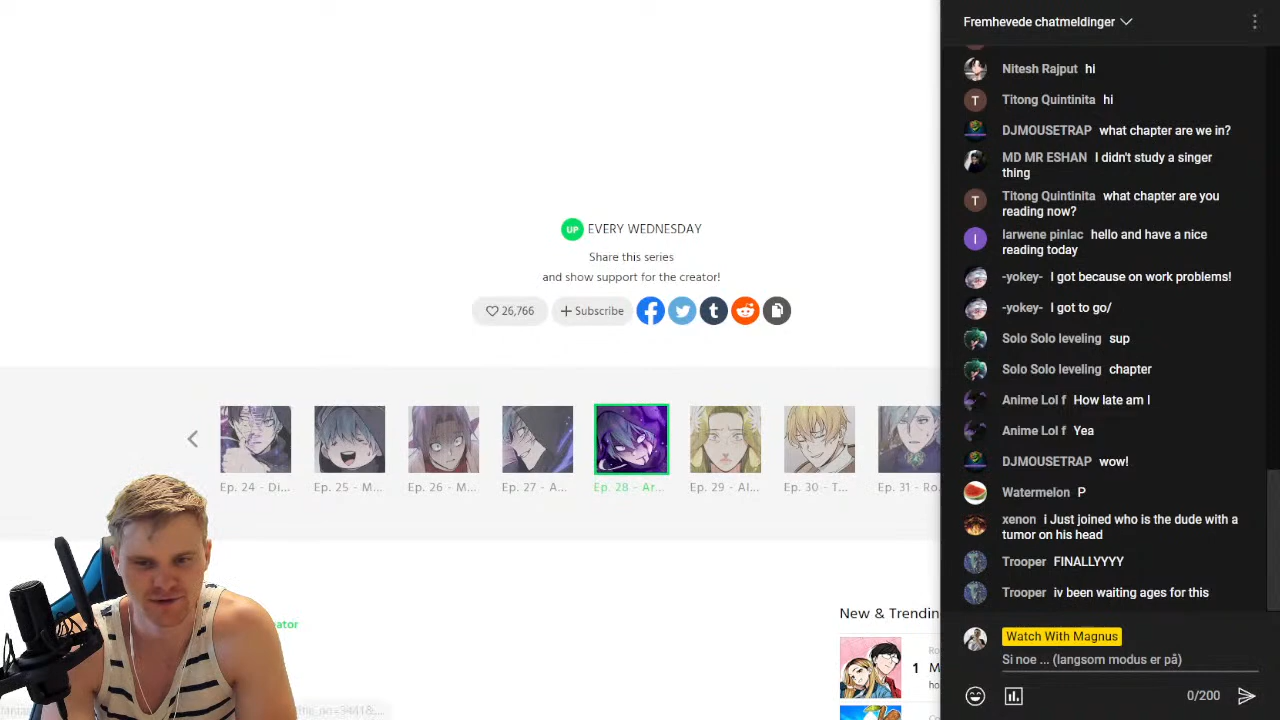 UP EVERY WEDNESDAY
Share this series
and show support for the creator!
26,766
+ Subscribe
Ep. 24 - Di...
Ep. 25 - M...
Ep. 26 - M...
Ep. 27 - A...
Ep. 28 - Ar...
Ep. 29 - Al...
Ep. 30 - T...
Ep. 31 - Ro
New & Trendin
1
Fremhevede chatmeldinger
Nitesh Rajput hi
T Titong Quintinita hi
DJMOUSETRAP what chapter are we in?
MD MR ESHAN I didn't study a singer
thing
T Titong Quintinita what chapter are you
reading now?
I larwene pinlac hello and have a nice
reading today
-yokey- I got because on work problems!
-yokey- I got to go/
Solo Solo leveling sup
Solo Solo leveling chapter
Anime Lol f How late am I
Anime Lol f Yea
DJMOUSETRAP wow!
Watermelon P
xenon i Just joined who is the dude with a
tumor on his head
Trooper FINALLYYYY
Trooper iv been waiting ages for this
Watch With Magnus
Si noe ... (langsom modus er på)
0/200